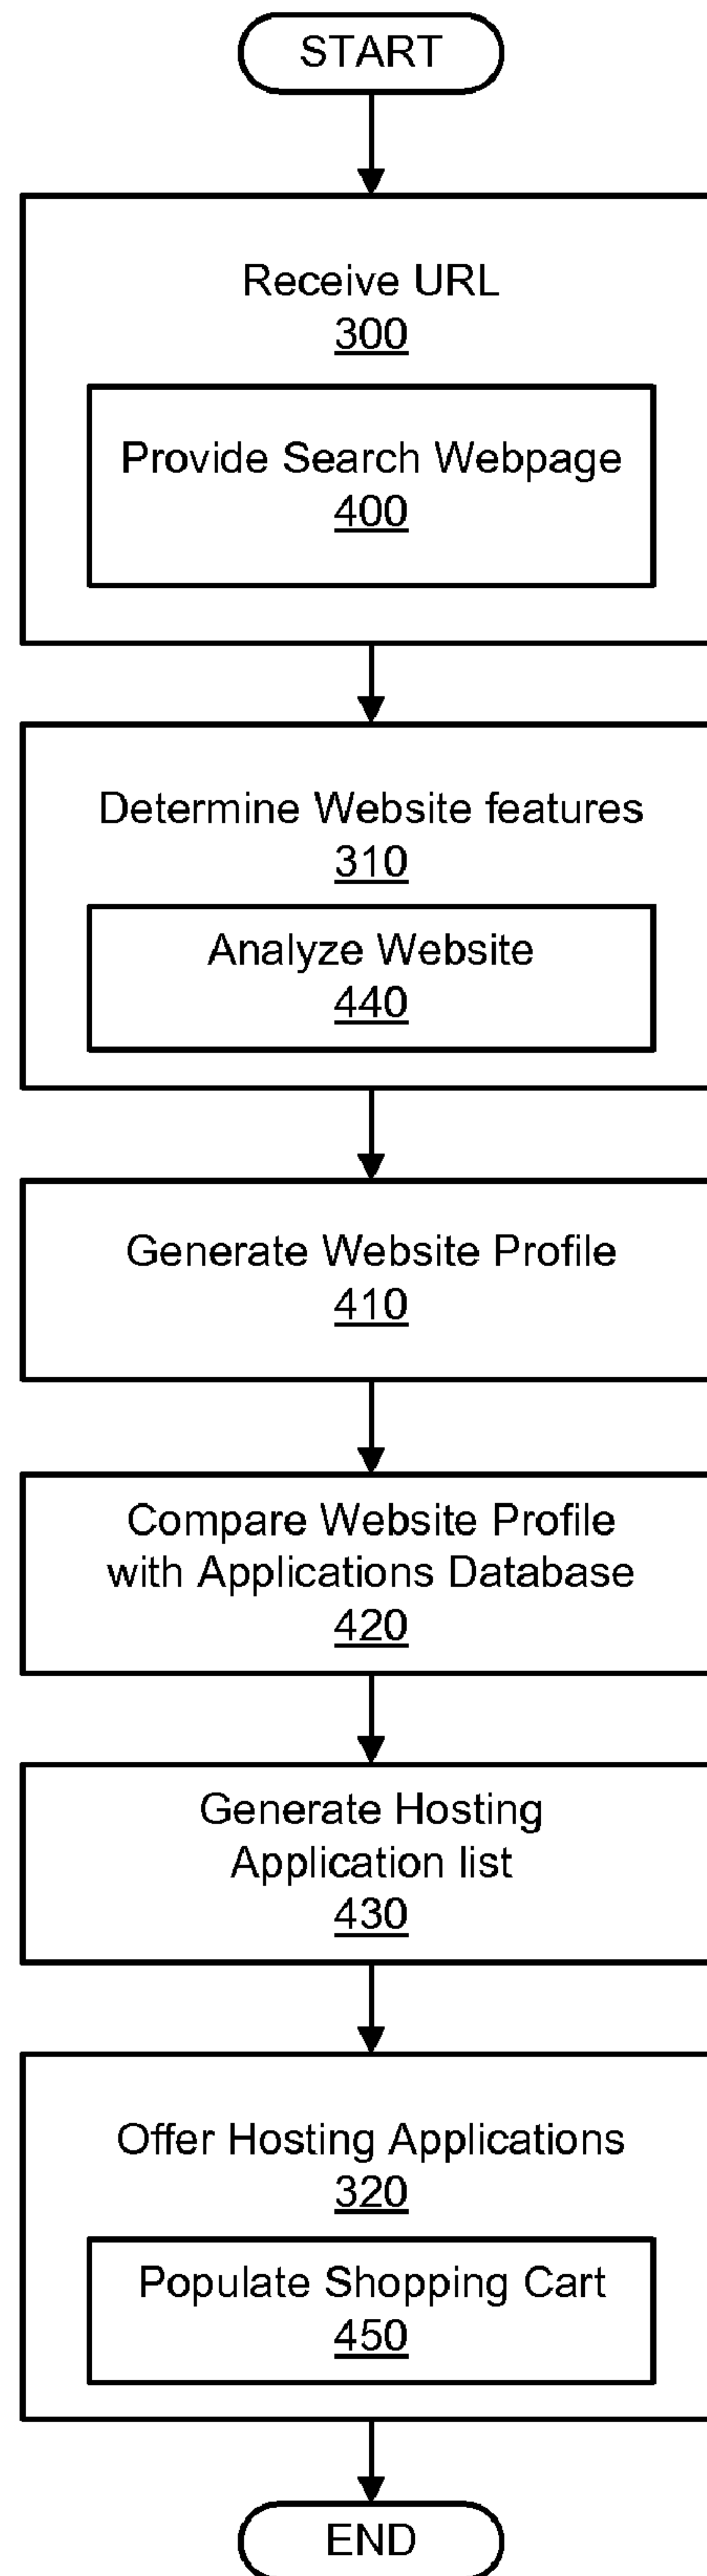 START
Receive URL
300
Provide Search Webpage
400
Determine Website features
310
Analyze Website
440
Generate Website Profile
410
Compare Website Profile
with Applications Database
420
Generate Hosting
Application list
430
Offer Hosting Applications
320
Populate Shopping Cart
450
END